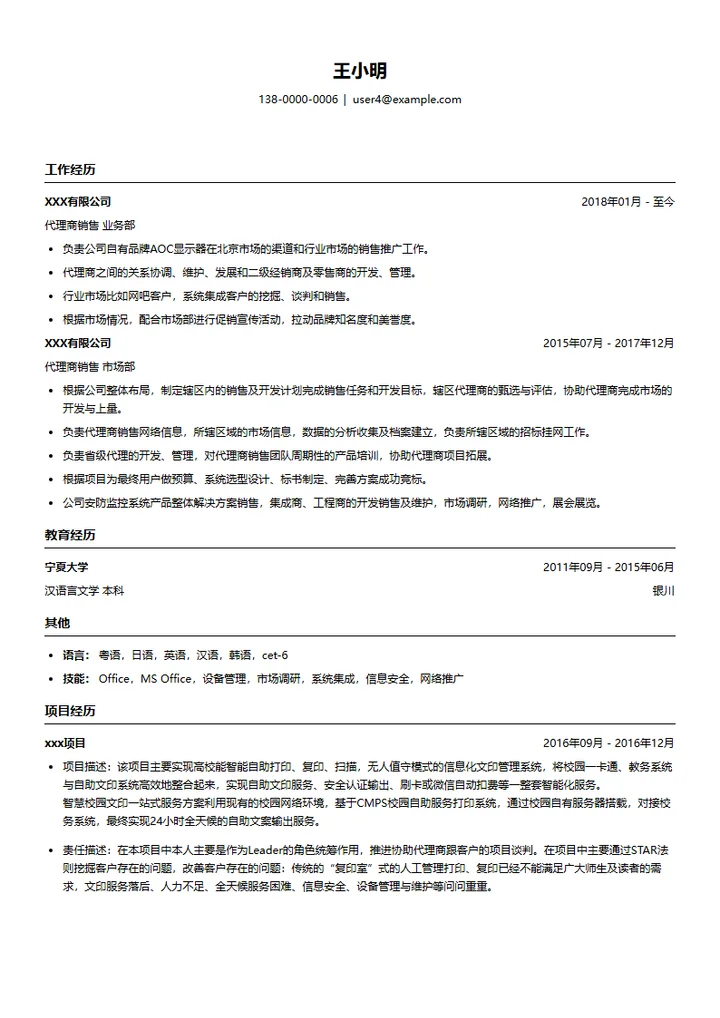 王小明
138-0000-0006 | user4@example.com
工作经历
XXX有限公司 2018年01月 - 至今
代理商销售 业务部
• 负责公司自有品牌AOC显示器在北京市场的渠道和行业市场的销售推广工作。
• 代理商之间的关系协调、维护、发展和二级经销商及零售商的开发、管理。
• 行业市场比如网吧客户，系统集成客户的挖掘、谈判和销售。
• 根据市场情况，配合市场部进行促销宣传活动，拉动品牌知名度和美誉度。
XXX有限公司 2015年07月 - 2017年12月
代理商销售 市场部
• 根据公司整体布局，制定辖区内的销售及开发计划完成销售任务和开发目标，辖区代理商的甄选与评估，协助代理商完成市场的
开发与上量。
• 负责代理商销售网络信息，所辖区域的市场信息，数据的分析收集及档案建立，负责所辖区域的招标挂网工作。
• 负责省级代理的开发、管理，对代理商销售团队周期性的产品培训，协助代理商项目拓展。
• 根据项目为最终用户做预算、系统选型设计、标书制定、完善方案成功竞标。
• 公司安防监控系统产品整体解决方案销售，集成商、工程商的开发销售及维护，市场调研，网络推广，展会展览。
教育经历
宁夏大学 2011年09月 - 2015年06月
汉语言文学 本科 银川
其他
• 语言： 粤语，日语，英语，汉语，韩语，cet-6
• 技能： Office，MS Office，设备管理，市场调研，系统集成，信息安全，网络推广
项目经历
xxx项目 2016年09月 - 2016年12月
• 项目描述：该项目主要实现高校能智能自助打印、复印、扫描，无人值守模式的信息化文印管理系统，将校园一卡通、教务系统
与自助文印系统高效地整合起来，实现自助文印服务、安全认证输出、刷卡或微信自动扣费等一整套智能化服务。
智慧校园文印一站式服务方案利用现有的校园网络环境，基于CMPS校园自助服务打印系统，通过校园自有服务器搭载，对接校
务系统，最终实现24小时全天候的自助文案输出服务。
• 责任描述：在本项目中本人主要是作为Leader的角色统筹作用，推进协助代理商跟客户的项目谈判。在项目中主要通过STAR法
则挖掘客户存在的问题，改善客户存在的问题：传统的“复印室”式的人工管理打印、复印已经不能满足广大师生及读者的需
求，文印服务落后、人力不足、全天候服务困难、信息安全、设备管理与维护等问问重重。